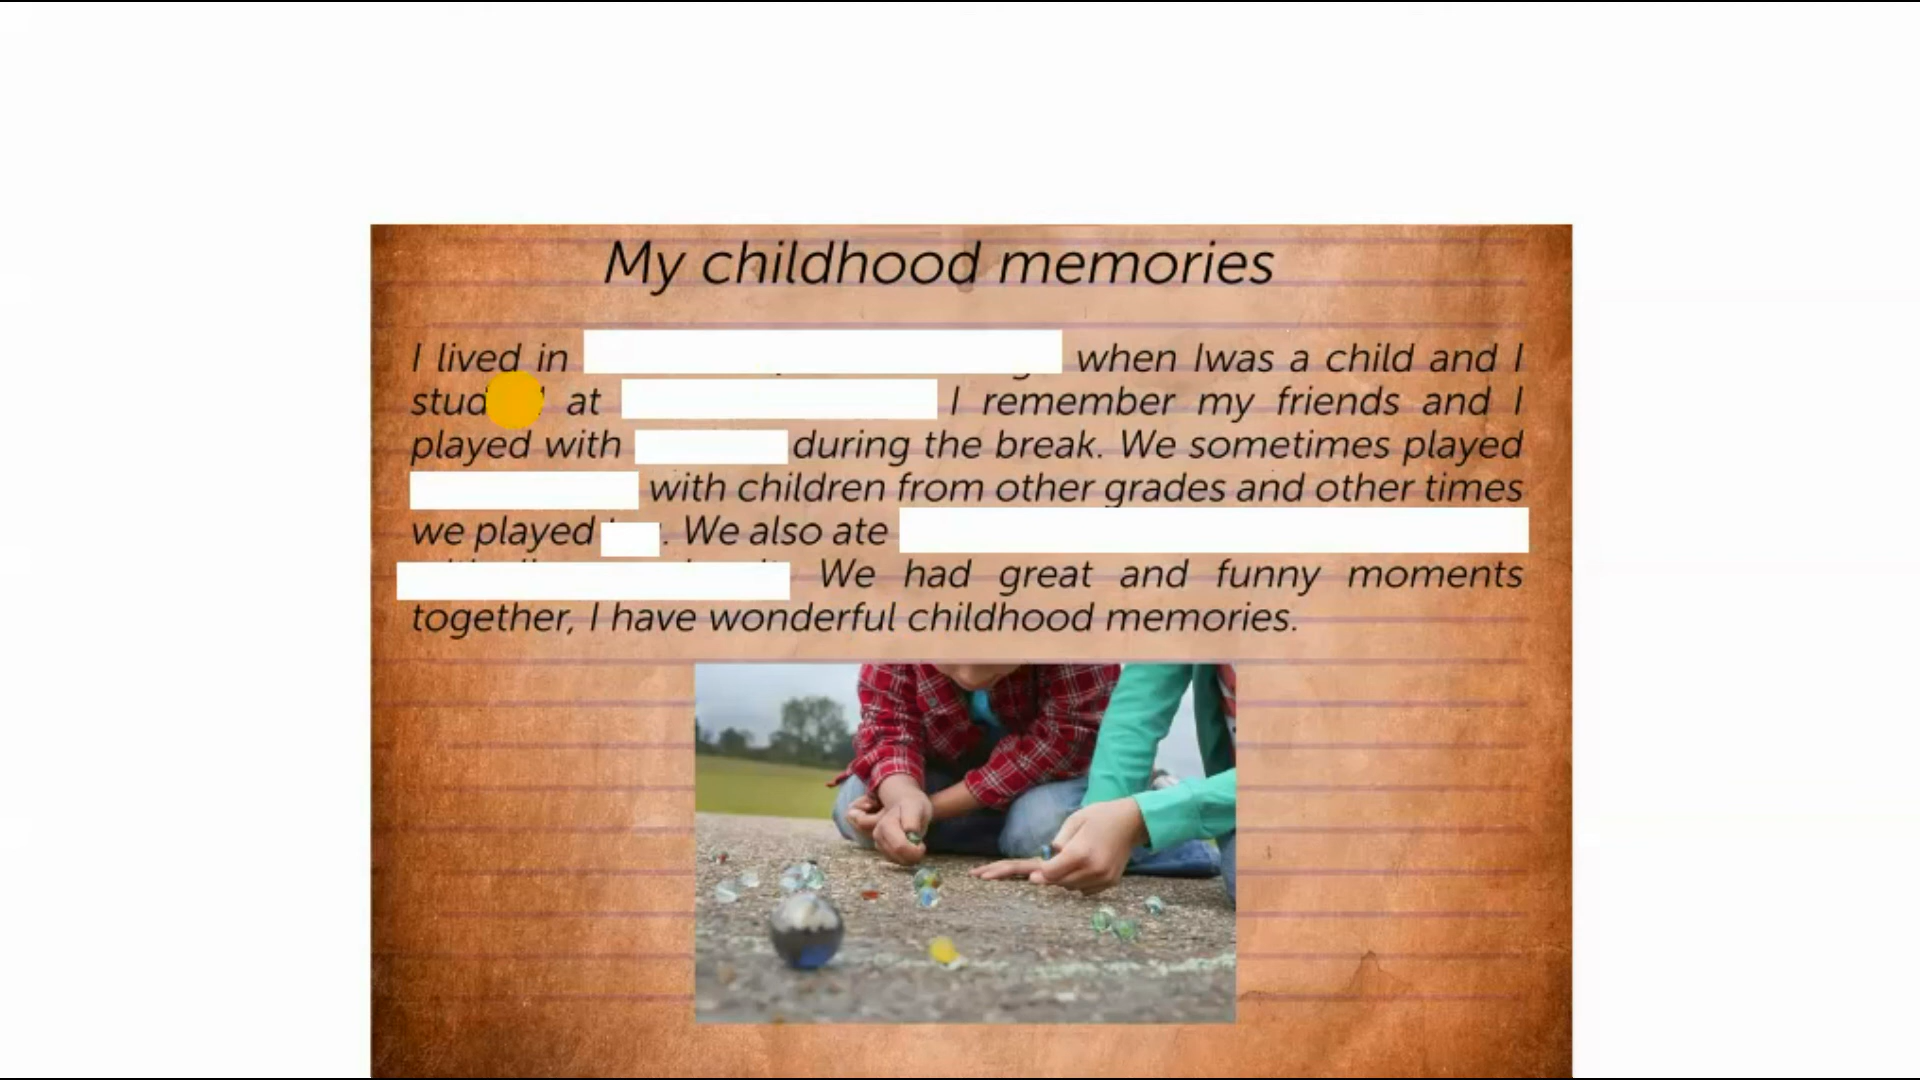 My childhood memories
I lived in when Iwas a child and I
at I remember my friends and I
played with during the break. We sometimes played
with children from other grades and other times
we played . We also ate
We had great and funny moments
together, I have wonderful childhood memories.